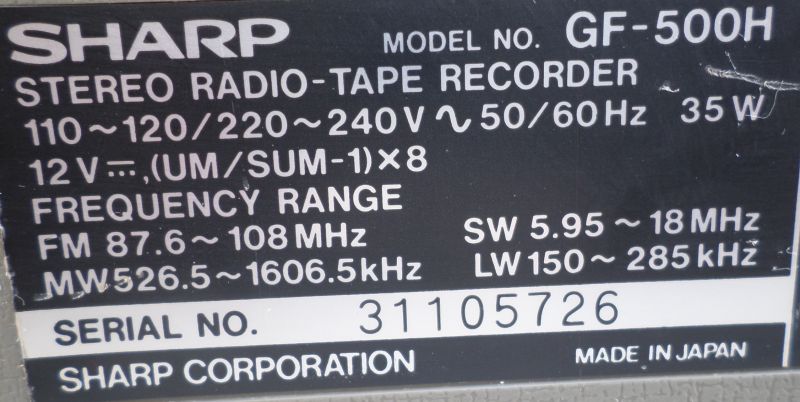 SHARP MODEL NO. GF-500H
STEREO RADIO-TAPE RECORDER
110~120/220~240V ∿ 50/60Hz 35W
12V⎓,(UM/SUM-1)×8
FREQUENCY RANGE
FM 87.6~108MHz SW 5.95~18MHz
MW526.5~1606.5kHz LW150~285kHz
SERIAL NO. 31105726
SHARP CORPORATION MADE IN JAPAN